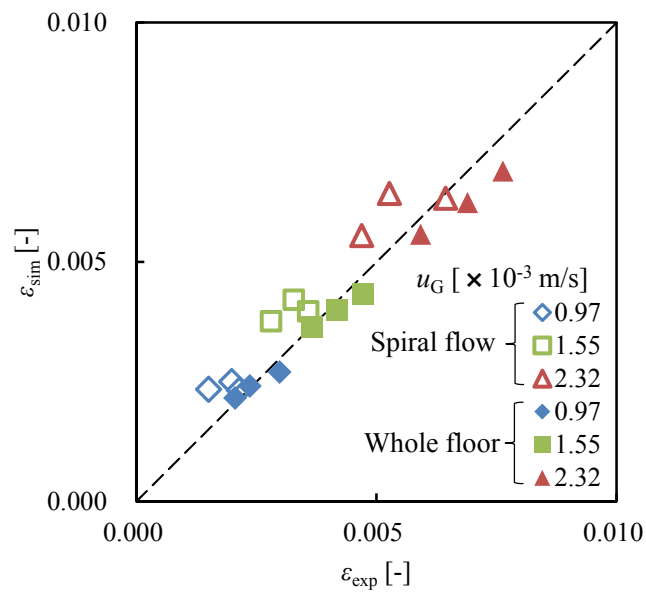 0.010
0.005
0.000
ε_sim [-]
0.000 0.005 0.010
ε_exp [-]
u_G [ × 10^-3 m/s]
Spiral flow
0.97
1.55
2.32
Whole floor
0.97
1.55
2.32